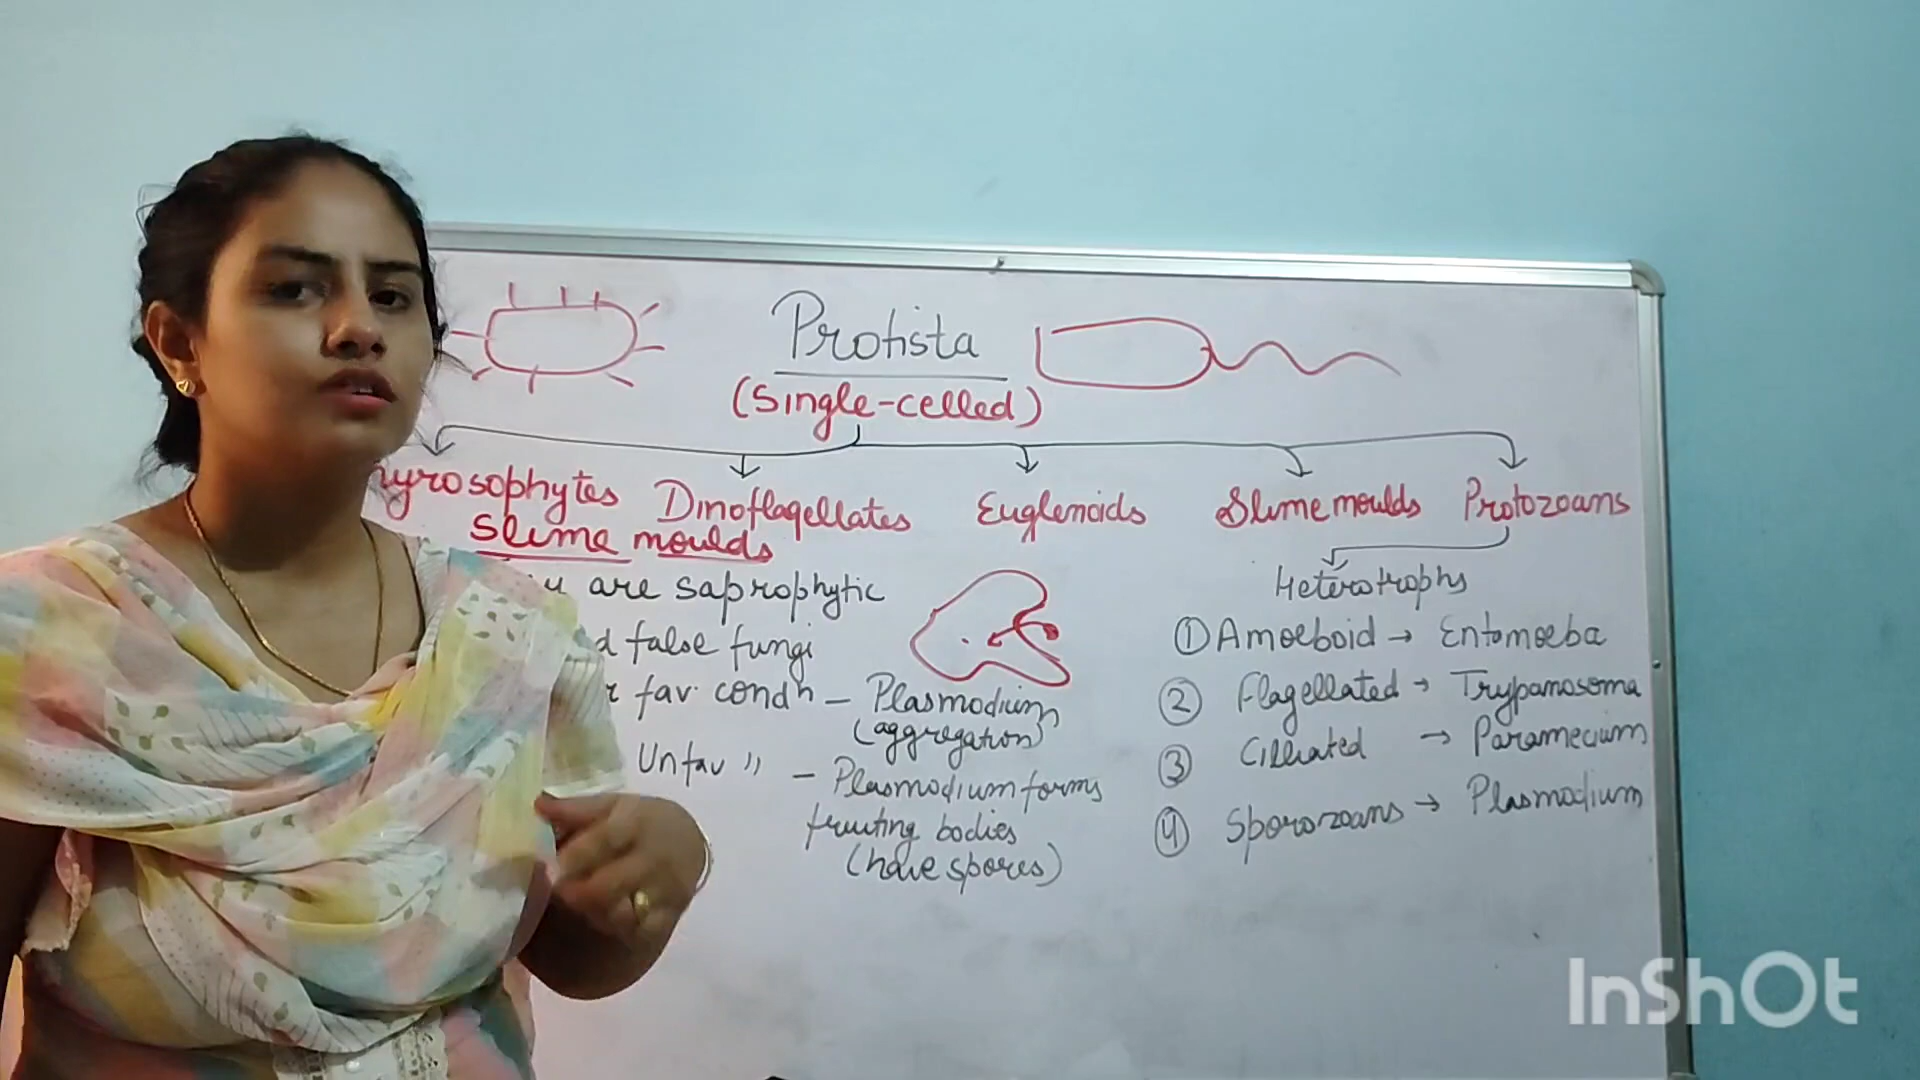 Protista
(Single-celled)
hyrosophytes Dinoflagellates Euglenoids Slime moulds Protozoans
Slime moulds
are saprophytic
false fungi
fav. condn - Plasmodium
(aggregation)
Unfav " - Plasmodium forms
fruiting bodies
(have spores)
Heterotrophs
① Amoeboid → Entamoeba
② Flagellated → Trypanosoma
③ Cilliated → Paramecium
④ Sporozoans → Plasmodium
InShOt